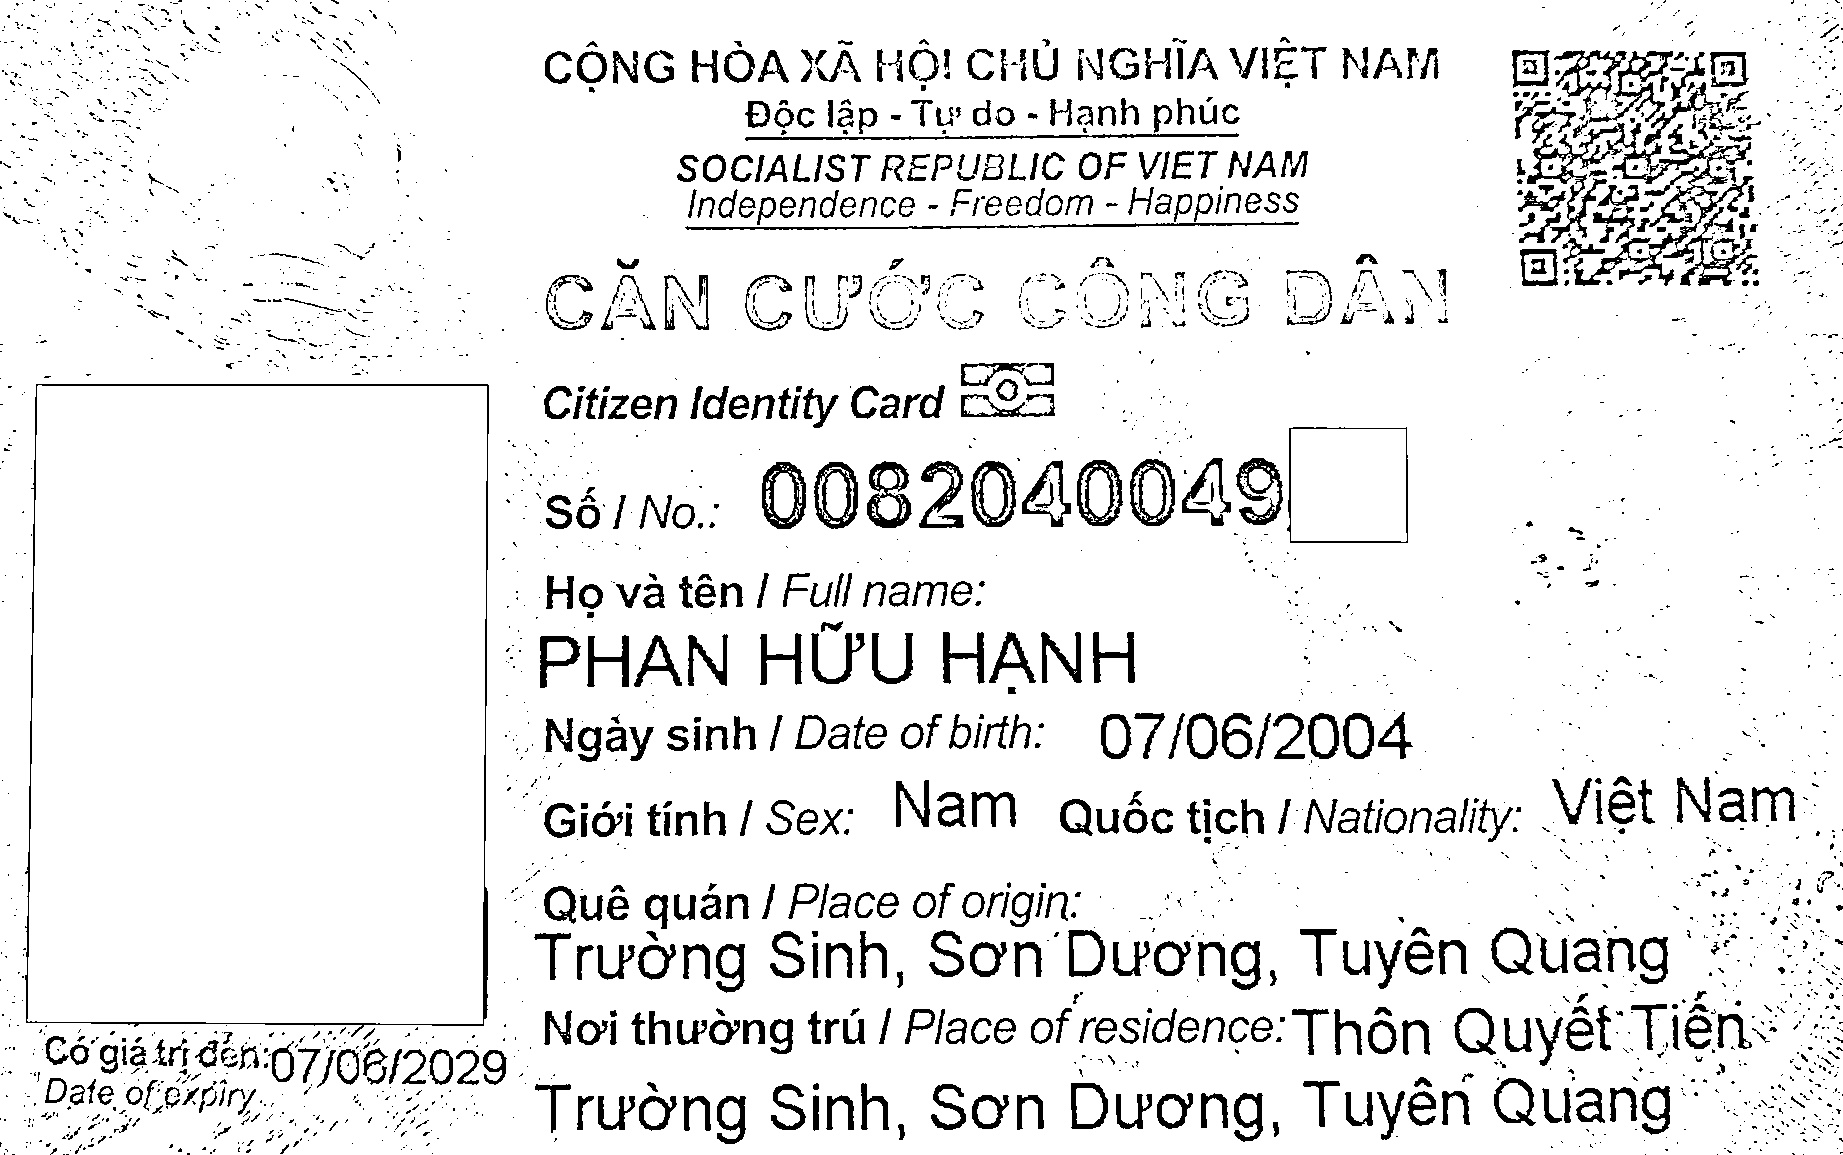 CỘNG HÒA XÃ HỘI CHỦ NGHĨA VIỆT NAM
Độc lập - Tự do - Hạnh phúc
SOCIALIST REPUBLIC OF VIET NAM
Independence - Freedom - Happiness
CĂN CƯỚC CÔNG DÂN
Citizen Identity Card
Số / No.: 0082040049
Họ và tên / Full name:
PHAN HỮU HẠNH
Ngày sinh / Date of birth: 07/06/2004
Giới tính / Sex: Nam Quốc tịch / Nationality: Việt Nam
Quê quán / Place of origin:
Trường Sinh, Sơn Dương, Tuyên Quang
Nơi thường trú / Place of residence: Thôn Quyết Tiến
Trường Sinh, Sơn Dương, Tuyên Quang
Có giá trị đến: 07/06/2029
Date of expiry